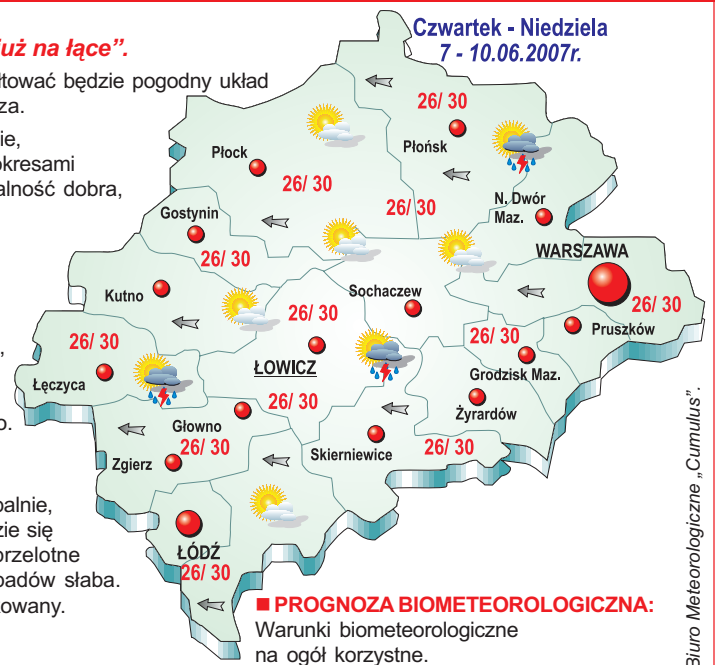 Czwartek - Niedziela
7 - 10.06.2007r.
już na łące”.
łtować będzie pogodny układ
za.
ie,
okresami
alność dobra,
,
o.
palnie,
zie się
przelotne
padów słaba.
kowany.
26/ 30
Płońsk
Płock
26/ 30
26/ 30
N. Dwór
Maz.
Gostynin
26/ 30
WARSZAWA
26/ 30
Kutno
Sochaczew
26/ 30
Pruszków
26/ 30
26/ 30
Łęczyca
ŁOWICZ
Grodzisk Maz.
26/ 30
Żyrardów
Głowno
26/ 30
Zgierz
Skierniewice
26/ 30
ŁÓDŹ
26/ 30
■ PROGNOZA BIOMETEOROLOGICZNA:
Warunki biometeorologiczne
na ogół korzystne.
Biuro Meteorologiczne „Cumulus”.